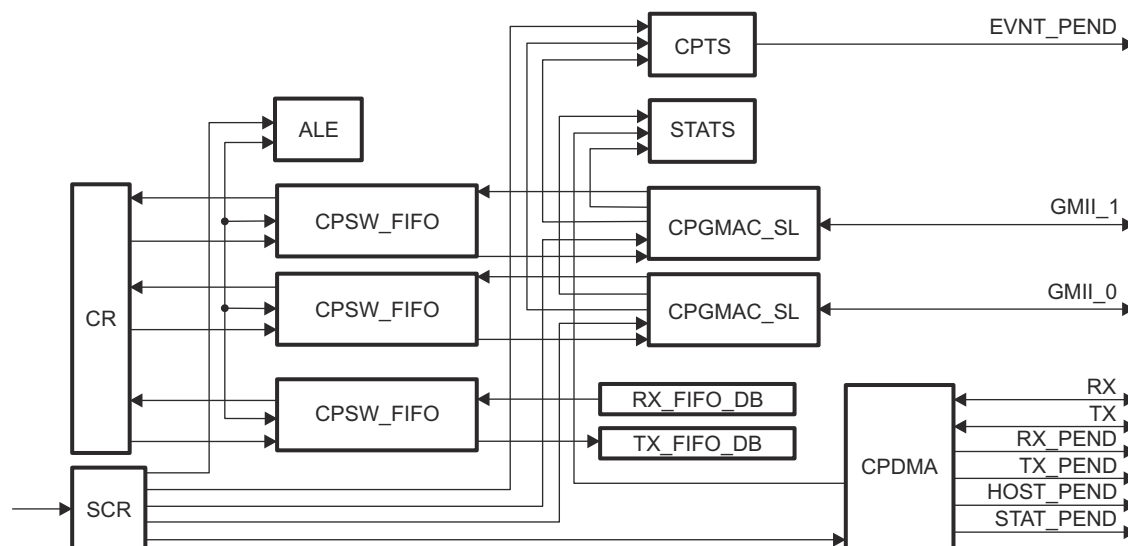 CPTS
EVNT_PEND
ALE
STATS
CR
CPSW_FIFO
CPGMAC_SL
GMII_1
CPSW_FIFO
CPGMAC_SL
GMII_0
CPSW_FIFO
RX_FIFO_DB
TX_FIFO_DB
SCR
CPDMA
RX
TX
RX_PEND
TX_PEND
HOST_PEND
STAT_PEND